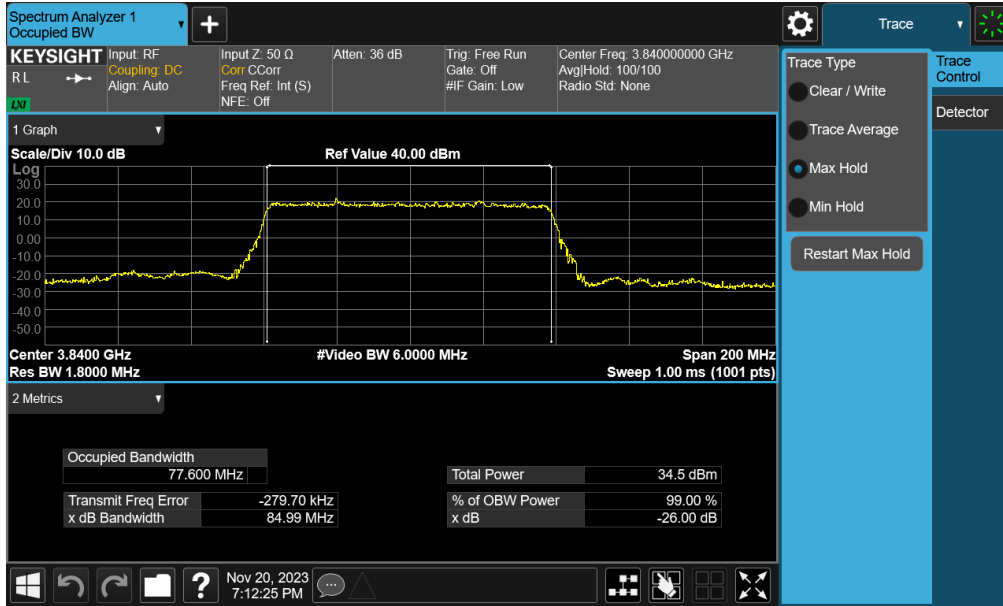 Spectrum Analyzer 1
Occupied BW
+
Trace
KEYSIGHT
R L
LXI
Input: RF
Coupling: DC
Align: Auto
Input Z: 50 Ω
Corr CCorr
Freq Ref: Int (S)
NFE: Off
Atten: 36 dB
Trig: Free Run
Gate: Off
#IF Gain: Low
Center Freq: 3.840000000 GHz
Avg|Hold: 100/100
Radio Std: None
1 Graph
Scale/Div 10.0 dB
Ref Value 40.00 dBm
Log
30.0
20.0
10.0
0.00
-10.0
-20.0
-30.0
-40.0
-50.0
Center 3.8400 GHz
#Video BW 6.0000 MHz
Span 200 MHz
Res BW 1.8000 MHz
Sweep 1.00 ms (1001 pts)
2 Metrics
Occupied Bandwidth
77.600 MHz
Total Power 34.5 dBm
Transmit Freq Error -279.70 kHz
% of OBW Power 99.00 %
x dB Bandwidth 84.99 MHz
x dB -26.00 dB
Trace Type
Clear / Write
Trace Average
Max Hold
Min Hold
Restart Max Hold
Trace
Control
Detector
?
Nov 20, 2023
7:12:25 PM